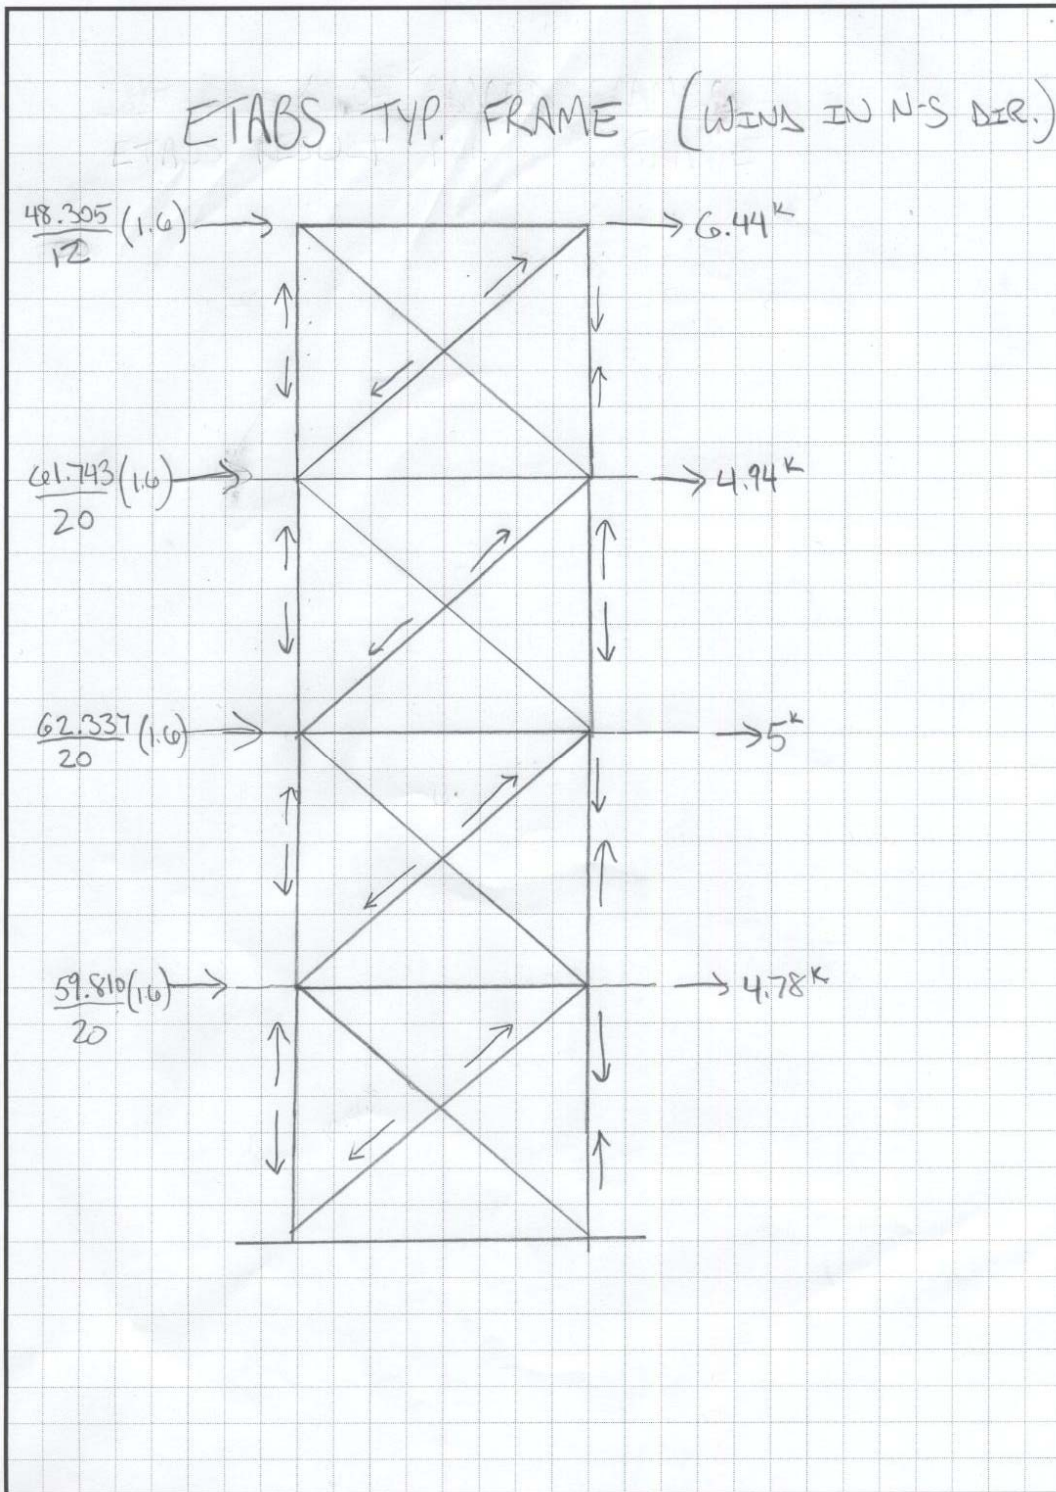 ETABS TYP. FRAME (WIND IN N-S DIR.)
48.305/12 (1.6) → → 6.44ᵏ
61.743/20 (1.6) → → 4.94ᵏ
62.337/20 (1.6) → → 5ᵏ
59.810/20 (1.6) → → 4.78ᵏ